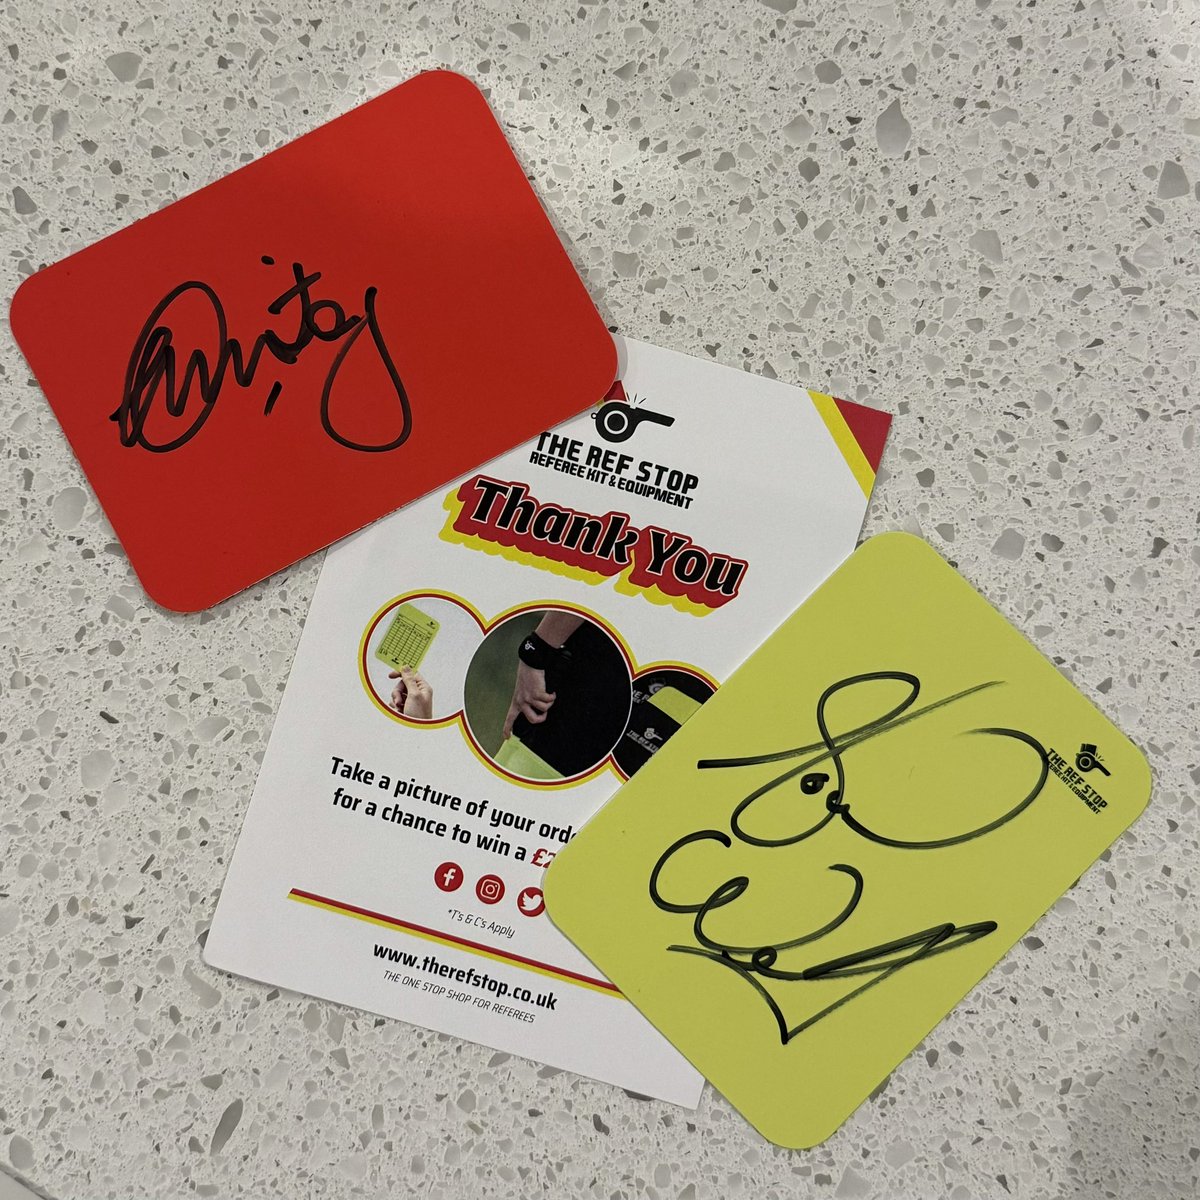 THE REF STOP
REFEREE KIT & EQUIPMENT
Thank You
Take a picture of your
for a chance to win a
*T's & C's Apply
www.therefstop.co.uk
THE ONE STOP SHOP FOR REFEREES
THE REF STOP
REFEREE KIT & EQUIPMENT